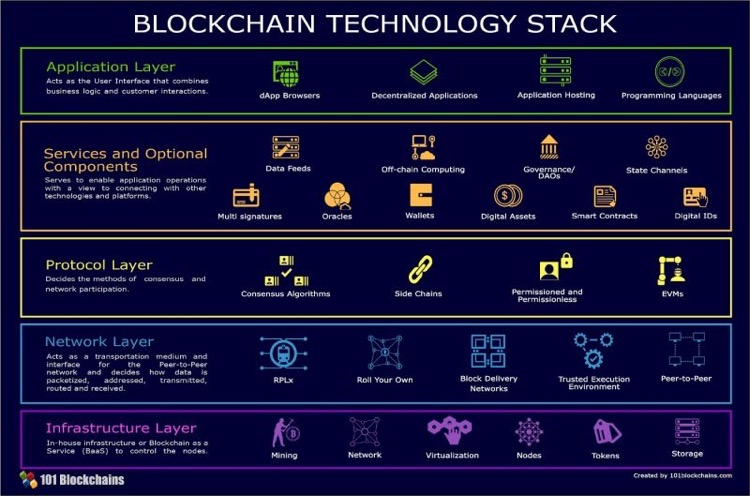 BLOCKCHAIN TECHNOLOGY STACK
Application Layer
Acts as the User Interface that combines
business logic and customer interactions.
dApp Browsers
Decentralized Applications
Application Hosting
Programming Languages
Services and Optional
Components
Serves to enable application operations
with a view to connecting with other
technologies and platforms.
Data Feeds
Off-chain Computing
Governance/
DAOs
State Channels
Multi signatures
Oracles
Wallets
Digital Assets
Smart Contracts
Digital IDs
Protocol Layer
Decides the methods of consensus and
network participation.
Consensus Algorithms
Side Chains
Permissioned and
Permissionless
EVMs
Network Layer
Acts as a transportation medium and
interface for the Peer-to-Peer
network and decides how data is
packetized, addressed, transmitted,
routed and received.
RPLx
Roll Your Own
Block Delivery
Networks
Trusted Execution
Environment
Peer-to-Peer
Infrastructure Layer
In-house infrastructure or Blockchain as a
Service (BaaS) to control the nodes.
Mining
Network
Virtualization
Nodes
Tokens
Storage
101 Blockchains
Created by 101blockchains.com